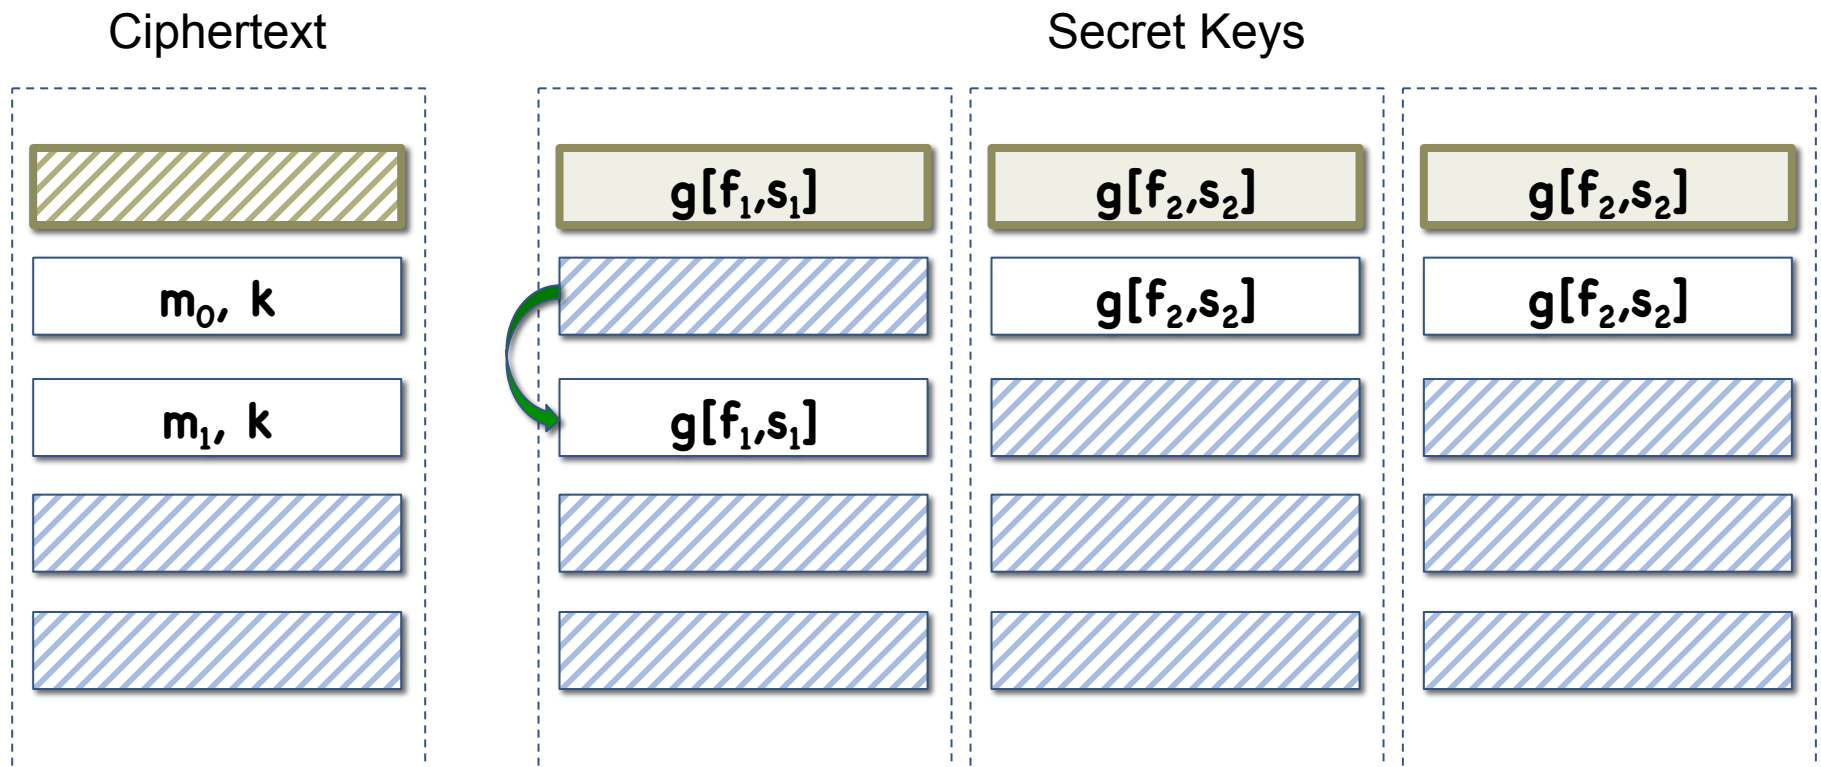 Ciphertext
Secret Keys
g[f₁,s₁]
g[f₂,s₂]
g[f₂,s₂]
m₀, k
g[f₂,s₂]
g[f₂,s₂]
m₁, k
g[f₁,s₁]